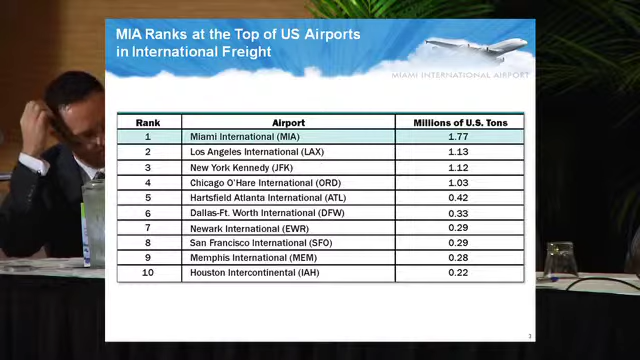 MIA Ranks at the Top of US Airports
in International Freight
MIAMI INTERNATIONAL AIRPORT
Rank Airport Millions of U.S. Tons
1 Miami International (MIA) 1.77
2 Los Angeles International (LAX) 1.13
3 New York Kennedy (JFK) 1.12
4 Chicago O'Hare International (ORD) 1.03
5 Hartsfield Atlanta International (ATL) 0.42
6 Dallas-Ft. Worth International (DFW) 0.33
7 Newark International (EWR) 0.29
8 San Francisco International (SFO) 0.29
9 Memphis International (MEM) 0.28
10 Houston Intercontinental (IAH) 0.22
3